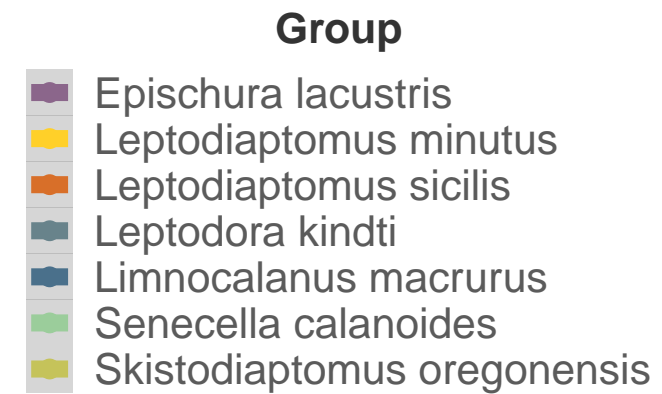 Group
Epischura lacustris
Leptodiaptomus minutus
Leptodiaptomus sicilis
Leptodora kindti
Limnocalanus macrurus
Senecella calanoides
Skistodiaptomus oregonensis